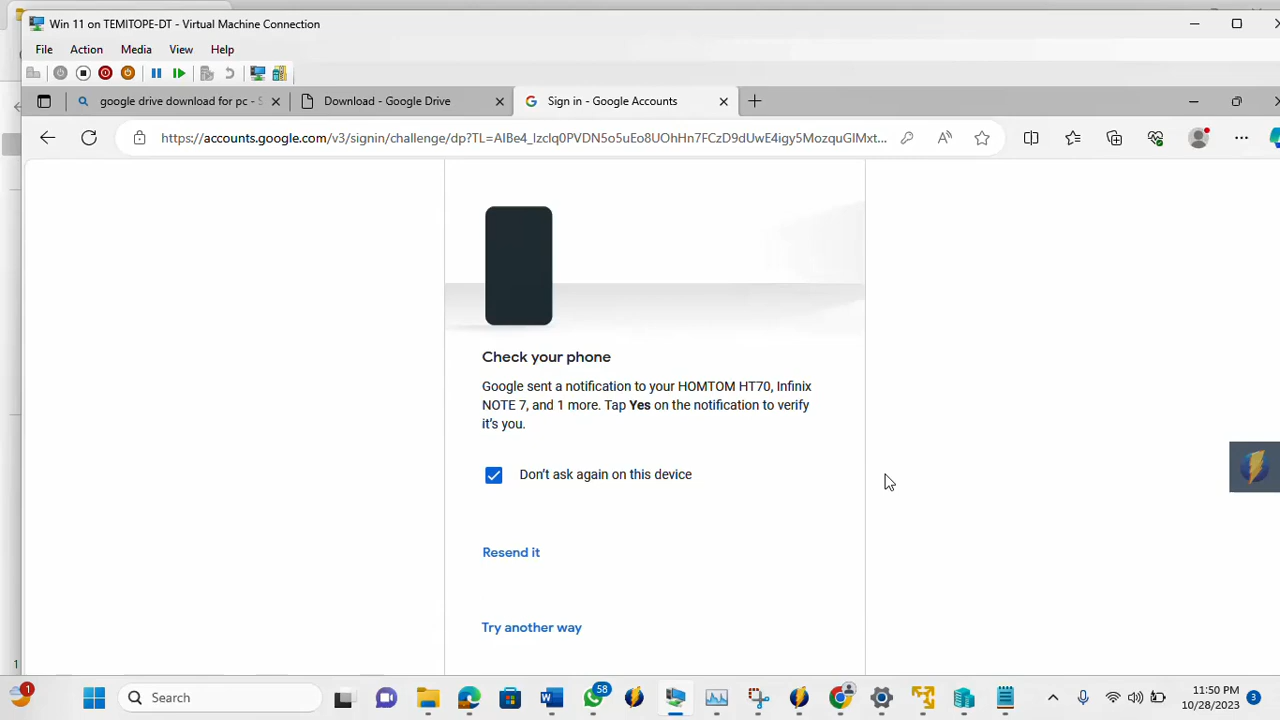 Win 11 on TEMITOPE-DT - Virtual Machine Connection
File Action Media View Help
google drive download for pc - S
Download - Google Drive
Sign in - Google Accounts
https://accounts.google.com/v3/signin/challenge/dp?TL=AIBe4_lzclq0PVDN5o5uEo8UOhHn7FCzD9dUwE4igy5MozquGlMxt...
Check your phone
Google sent a notification to your HOMTOM HT70, Infinix
NOTE 7, and 1 more. Tap Yes on the notification to verify
it's you.
Don't ask again on this device
Resend it
Try another way
1
1
Search
58
11:50 PM
10/28/2023
3